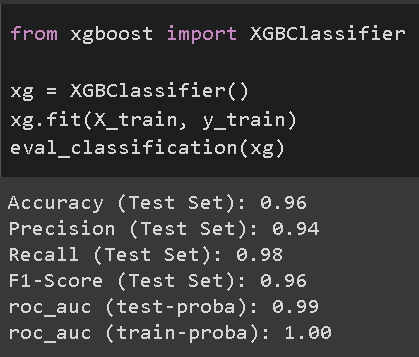 from xgboost import XGBClassifier
xg = XGBClassifier()
xg.fit(X_train, y_train)
eval_classification(xg)
Accuracy (Test Set): 0.96
Precision (Test Set): 0.94
Recall (Test Set): 0.98
F1-Score (Test Set): 0.96
roc_auc (test-proba): 0.99
roc_auc (train-proba): 1.00